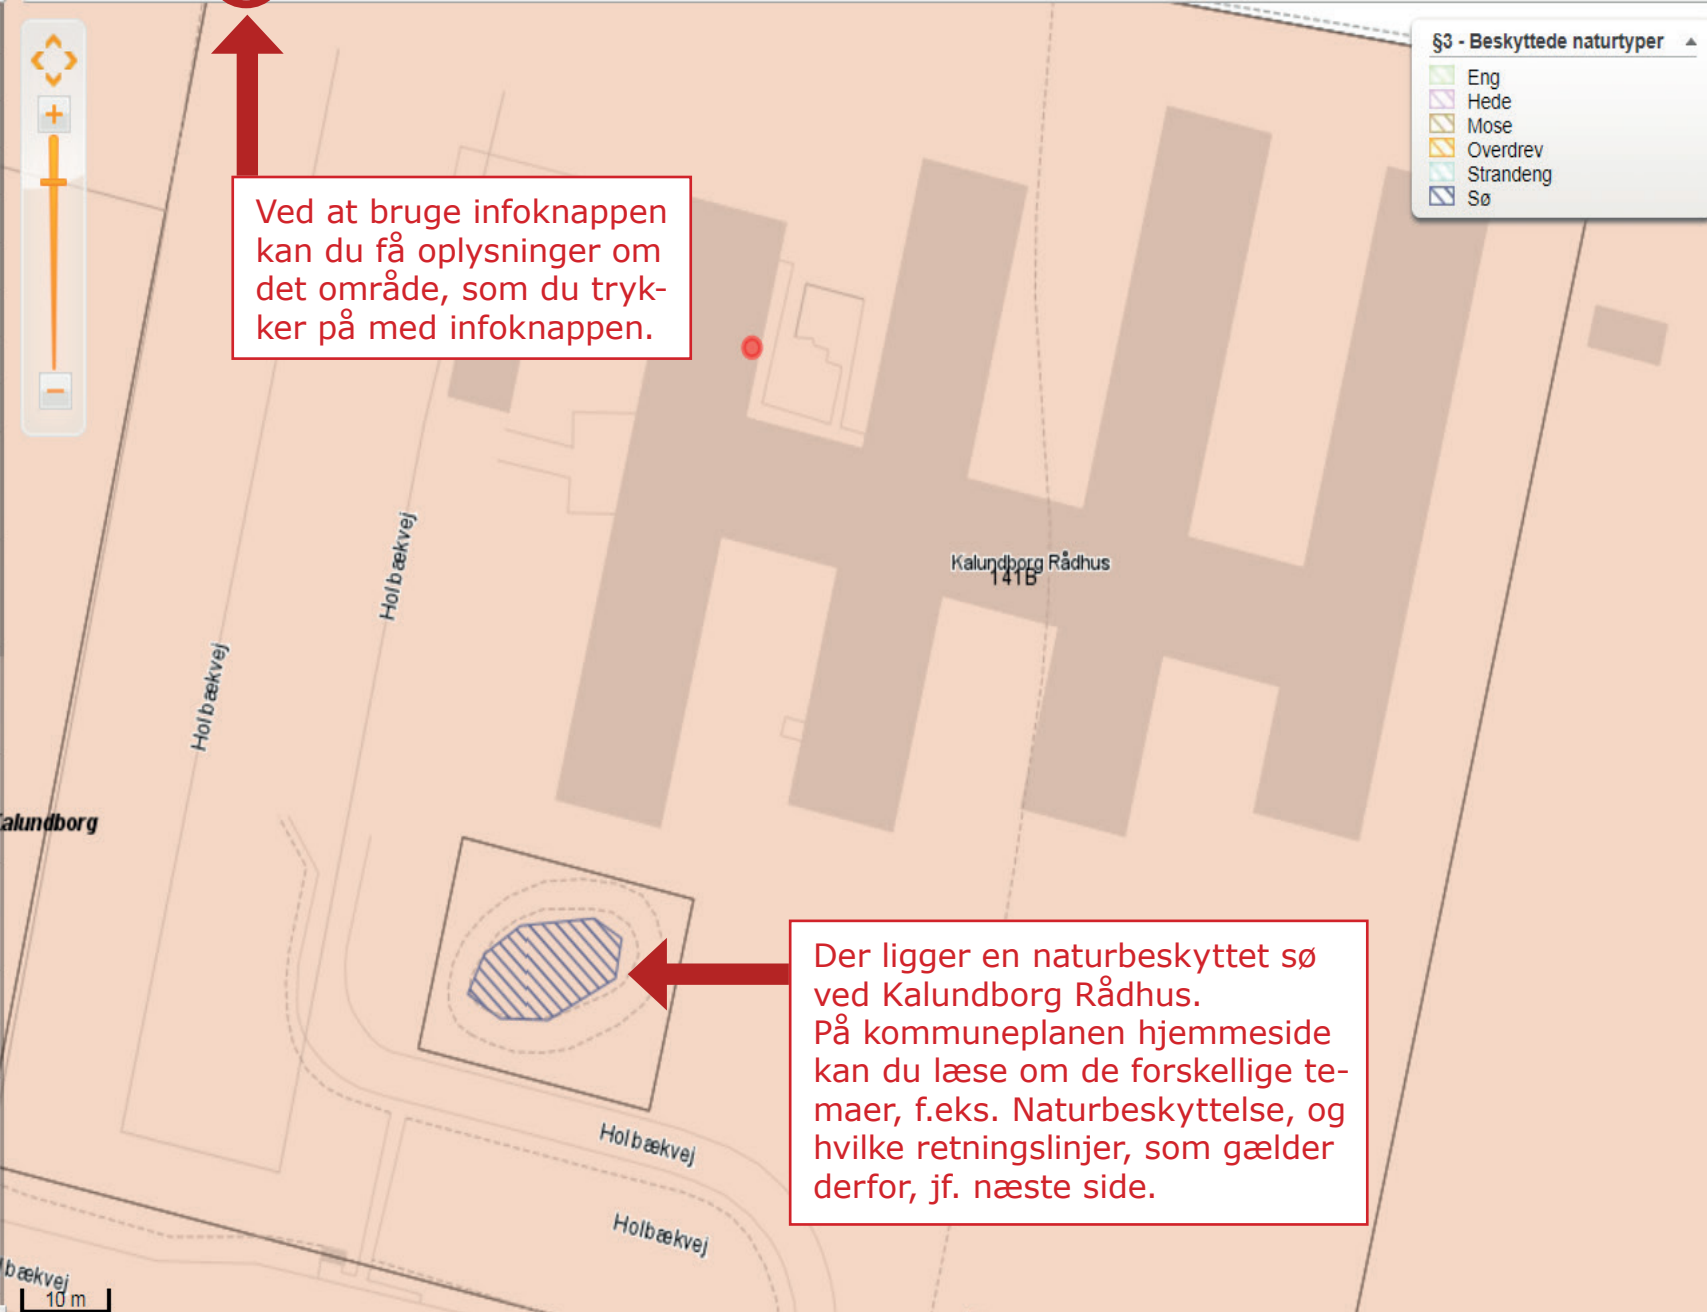 §3 - Beskyttede naturtyper
Eng
Hede
Mose
Overdrev
Strandeng
Sø
Ved at bruge infoknappen
kan du få oplysninger om
det område, som du tryk-
ker på med infoknappen.
Kalundborg Rådhus
141B
Holbækvej
Holbækvej
alundborg
Der ligger en naturbeskyttet sø
ved Kalundborg Rådhus.
På kommuneplanen hjemmeside
kan du læse om de forskellige te-
maer, f.eks. Naturbeskyttelse, og
hvilke retningslinjer, som gælder
derfor, jf. næste side.
Holbækvej
Holbækvej
bækvej
10 m